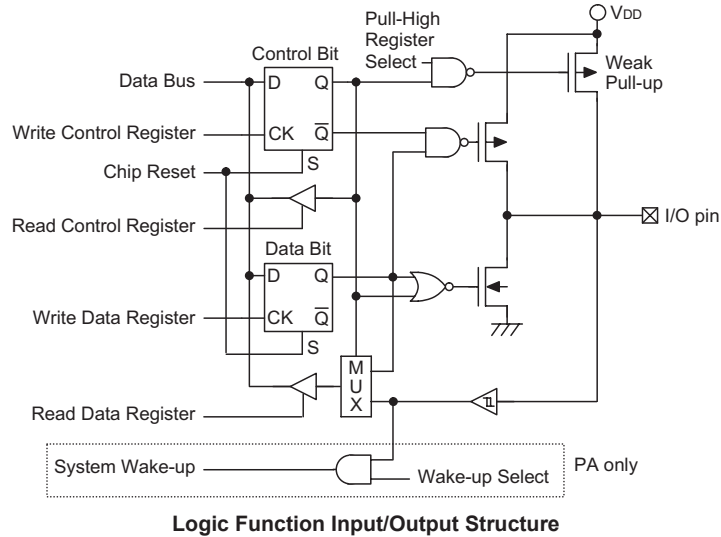 VDD
Pull-High
Register
Select
Weak
Pull-up
Control Bit
Data Bus
D
Q
Write Control Register
CK
Q
S
Chip Reset
Read Control Register
I/O pin
Data Bit
D
Q
Write Data Register
CK
Q
S
M
U
X
Read Data Register
System Wake-up
Wake-up Select
PA only
Logic Function Input/Output Structure